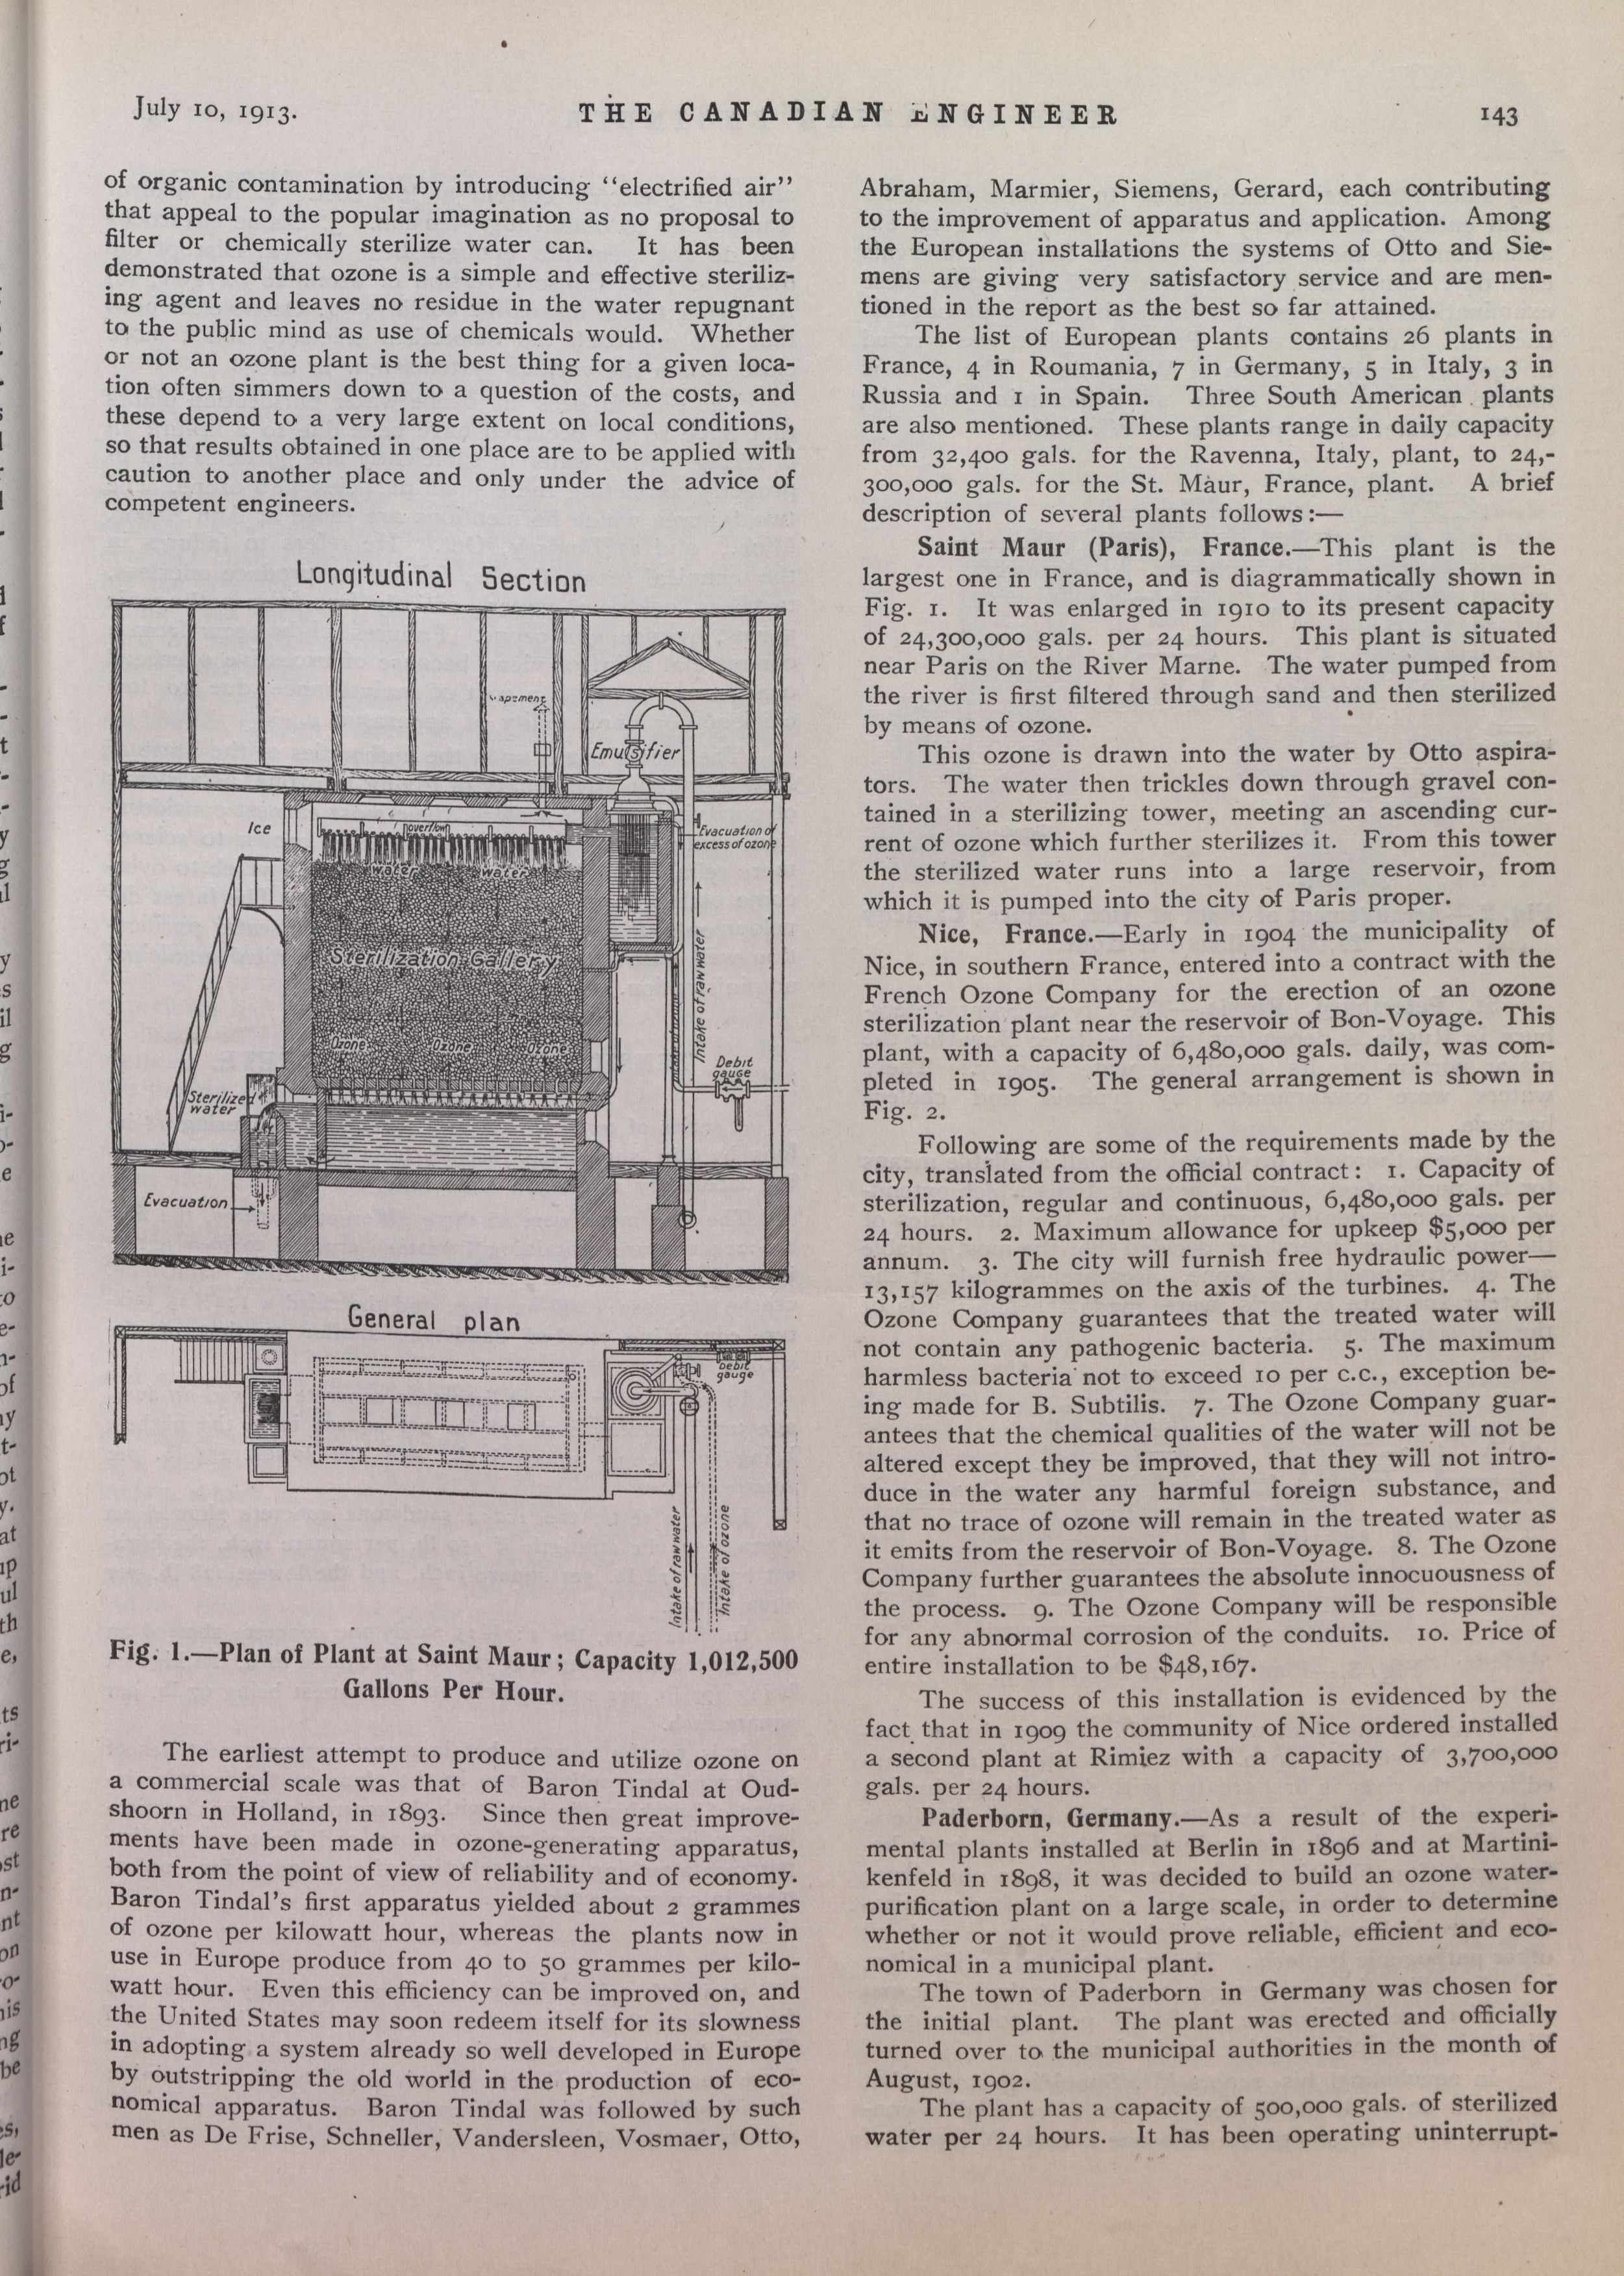 July 10, 1913.
THE CANADIAN ENGINEER
143
of organic contamination by introducing “electrified air”
that appeal to the popular imagination as no proposal to
filter or chemically sterilize water can. It has been
demonstrated that ozone is a simple and effective steriliz-
ing agent and leaves no residue in the water repugnant
to the public mind as use of chemicals would. Whether
or not an ozone plant is the best thing for a given loca-
tion often simmers down to a question of the costs, and
these depend to a very large extent on local conditions,
so that results obtained in one place are to be applied with
caution to another place and only under the advice of
competent engineers.
Longitudinal Section
Emulsifier
Ice
overflow
Evacuation of
excess of ozone
water water
Sterilization Gallery
Intake of raw water
Ozone Ozone Ozone
Debit
gauge
Sterilized
water
Evacuation
General plan
Debit
gauge
Intake of raw water
Intake of ozone
Fig. 1.—Plan of Plant at Saint Maur; Capacity 1,012,500
Gallons Per Hour.
The earliest attempt to produce and utilize ozone on
a commercial scale was that of Baron Tindal at Oud-
shoorn in Holland, in 1893. Since then great improve-
ments have been made in ozone-generating apparatus,
both from the point of view of reliability and of economy.
Baron Tindal's first apparatus yielded about 2 grammes
of ozone per kilowatt hour, whereas the plants now in
use in Europe produce from 40 to 50 grammes per kilo-
watt hour. Even this efficiency can be improved on, and
the United States may soon redeem itself for its slowness
in adopting a system already so well developed in Europe
by outstripping the old world in the production of eco-
nomical apparatus. Baron Tindal was followed by such
men as De Frise, Schneller, Vandersleen, Vosmaer, Otto,
Abraham, Marmier, Siemens, Gerard, each contributing
to the improvement of apparatus and application. Among
the European installations the systems of Otto and Sie-
mens are giving very satisfactory service and are men-
tioned in the report as the best so far attained.
The list of European plants contains 26 plants in
France, 4 in Roumania, 7 in Germany, 5 in Italy, 3 in
Russia and 1 in Spain. Three South American plants
are also mentioned. These plants range in daily capacity
from 32,400 gals. for the Ravenna, Italy, plant, to 24,-
300,000 gals. for the St. Maur, France, plant. A brief
description of several plants follows:—
Saint Maur (Paris), France.—This plant is the
largest one in France, and is diagrammatically shown in
Fig. 1. It was enlarged in 1910 to its present capacity
of 24,300,000 gals. per 24 hours. This plant is situated
near Paris on the River Marne. The water pumped from
the river is first filtered through sand and then sterilized
by means of ozone.
This ozone is drawn into the water by Otto aspira-
tors. The water then trickles down through gravel con-
tained in a sterilizing tower, meeting an ascending cur-
rent of ozone which further sterilizes it. From this tower
the sterilized water runs into a large reservoir, from
which it is pumped into the city of Paris proper.
Nice, France.—Early in 1904 the municipality of
Nice, in southern France, entered into a contract with the
French Ozone Company for the erection of an ozone
sterilization plant near the reservoir of Bon-Voyage. This
plant, with a capacity of 6,480,000 gals. daily, was com-
pleted in 1905. The general arrangement is shown in
Fig. 2.
Following are some of the requirements made by the
city, translated from the official contract: 1. Capacity of
sterilization, regular and continuous, 6,480,000 gals. per
24 hours. 2. Maximum allowance for upkeep $5,000 per
annum. 3. The city will furnish free hydraulic power—
13,157 kilogrammes on the axis of the turbines. 4. The
Ozone Company guarantees that the treated water will
not contain any pathogenic bacteria. 5. The maximum
harmless bacteria not to exceed 10 per c.c., exception be-
ing made for B. Subtilis. 7. The Ozone Company guar-
antees that the chemical qualities of the water will not be
altered except they be improved, that they will not intro-
duce in the water any harmful foreign substance, and
that no trace of ozone will remain in the treated water as
it emits from the reservoir of Bon-Voyage. 8. The Ozone
Company further guarantees the absolute innocuousness of
the process. 9. The Ozone Company will be responsible
for any abnormal corrosion of the conduits. 10. Price of
entire installation to be $48,167.
The success of this installation is evidenced by the
fact that in 1909 the community of Nice ordered installed
a second plant at Rimiez with a capacity of 3,700,000
gals. per 24 hours.
Paderborn, Germany.—As a result of the experi-
mental plants installed at Berlin in 1896 and at Martini-
kenfeld in 1898, it was decided to build an ozone water-
purification plant on a large scale, in order to determine
whether or not it would prove reliable, efficient and eco-
nomical in a municipal plant.
The town of Paderborn in Germany was chosen for
the initial plant. The plant was erected and officially
turned over to the municipal authorities in the month of
August, 1902.
The plant has a capacity of 500,000 gals. of sterilized
water per 24 hours. It has been operating uninterrupt-